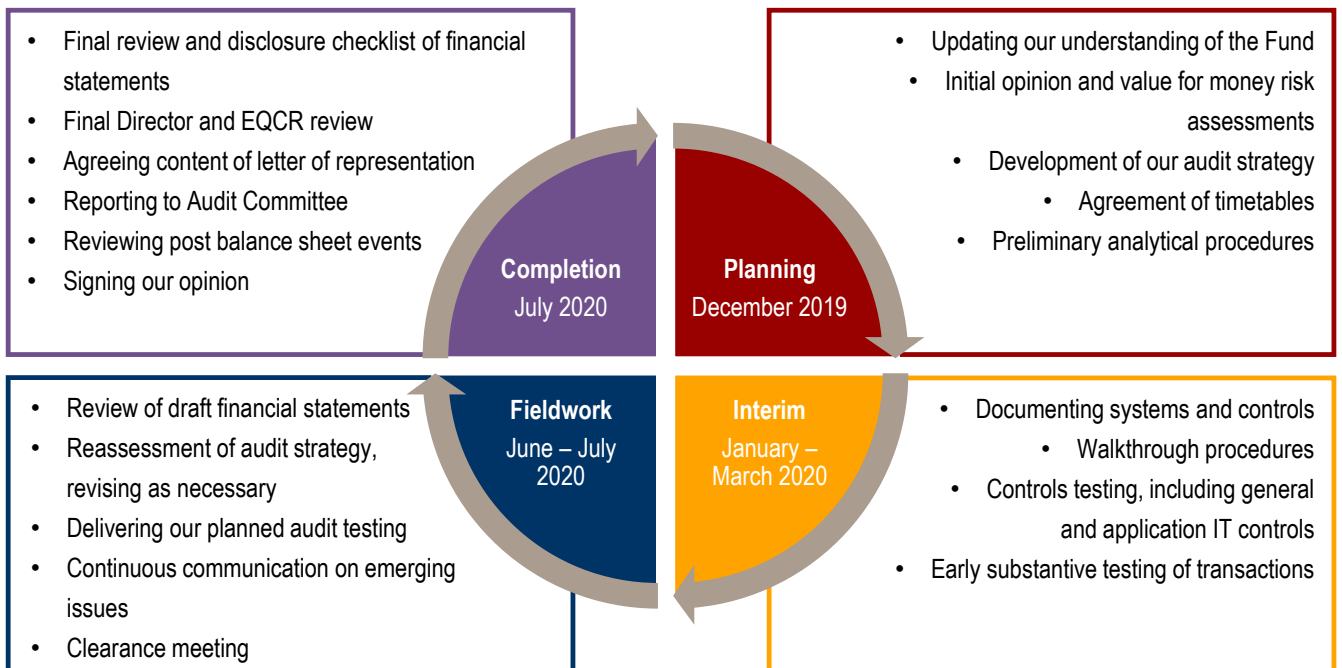 • Final review and disclosure checklist of financial
statements
• Final Director and EQCR review
• Agreeing content of letter of representation
• Reporting to Audit Committee
• Reviewing post balance sheet events
• Signing our opinion
Completion
July 2020
Planning
December 2019
• Updating our understanding of the Fund
• Initial opinion and value for money risk
assessments
• Development of our audit strategy
• Agreement of timetables
• Preliminary analytical procedures
• Review of draft financial statements
• Reassessment of audit strategy,
revising as necessary
• Delivering our planned audit testing
• Continuous communication on emerging
issues
• Clearance meeting
Fieldwork
June – July
2020
Interim
January –
March 2020
• Documenting systems and controls
• Walkthrough procedures
• Controls testing, including general
and application IT controls
• Early substantive testing of transactions